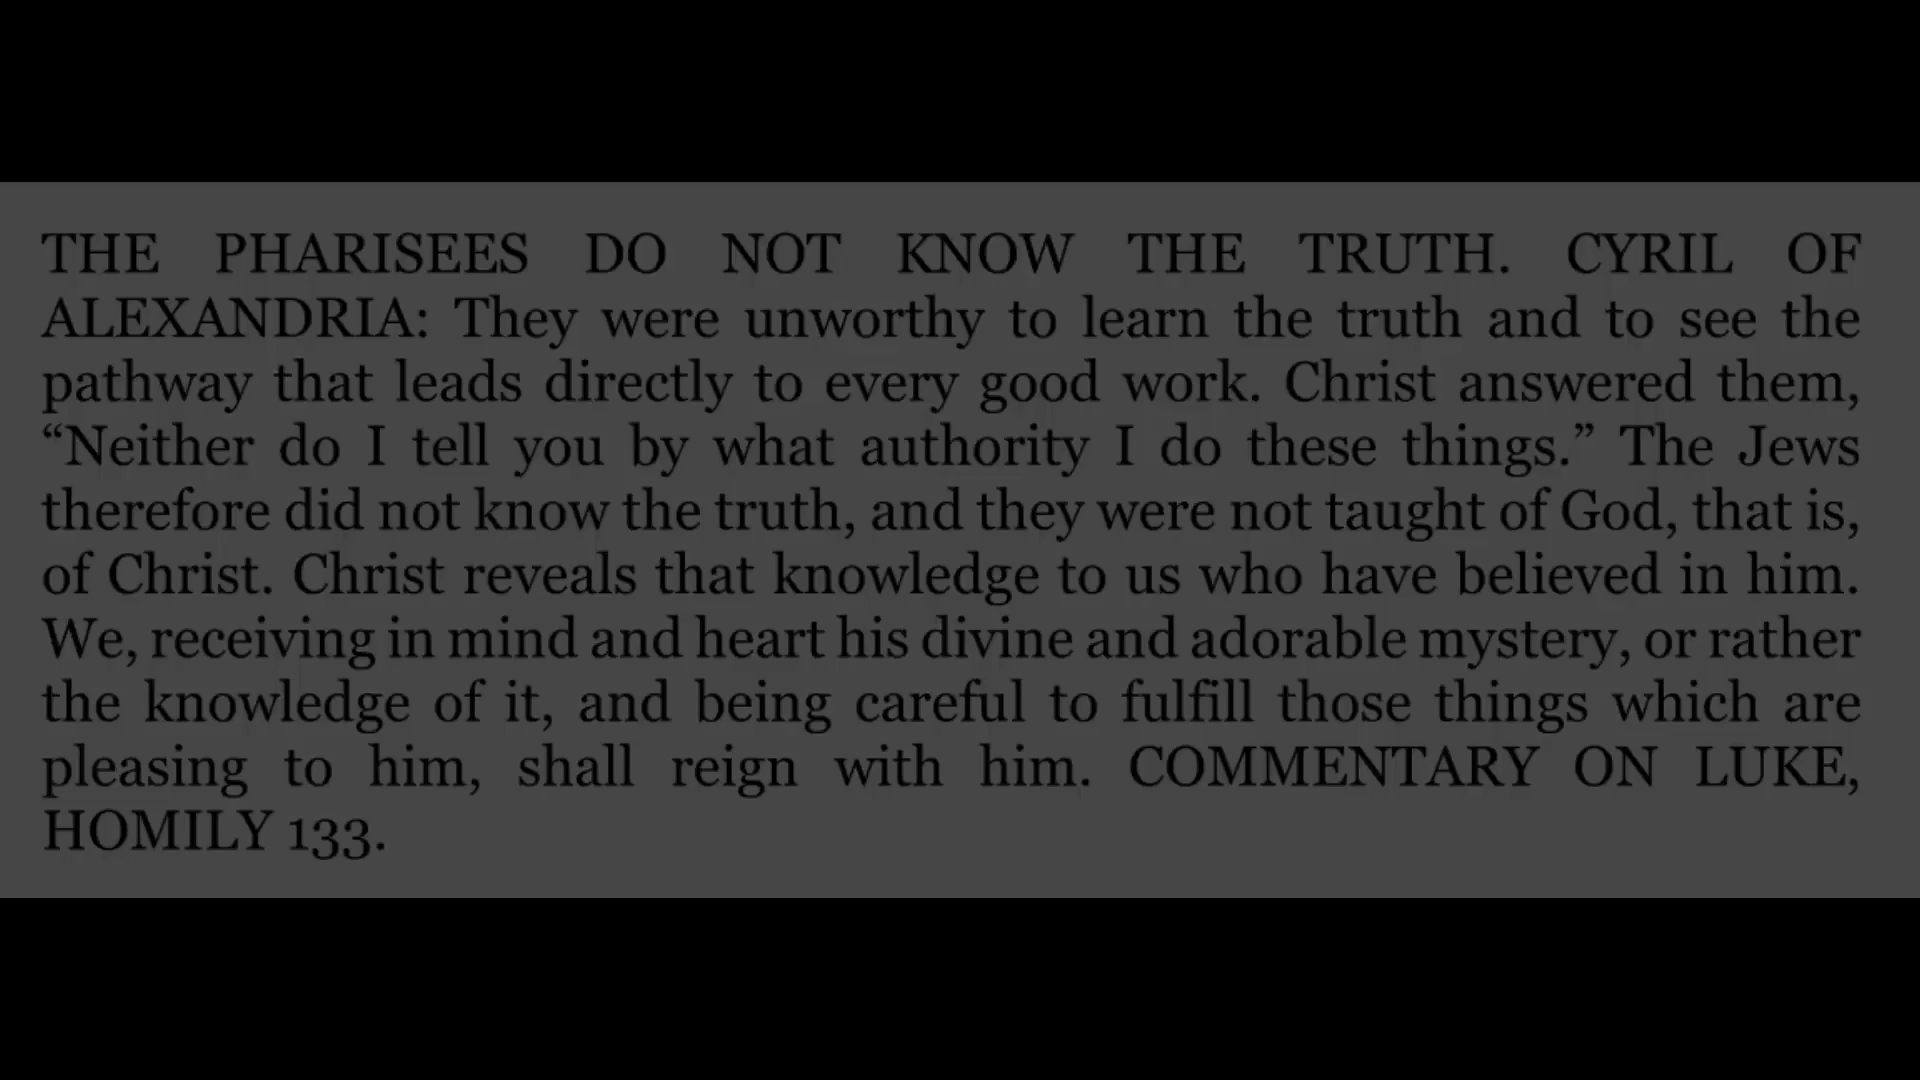 THE PHARISEES DO NOT KNOW THE TRUTH. CYRIL OF
ALEXANDRIA: They were unworthy to learn the truth and to see the
pathway that leads directly to every good work. Christ answered them,
“Neither do I tell you by what authority I do these things.” The Jews
therefore did not know the truth, and they were not taught of God, that is,
of Christ. Christ reveals that knowledge to us who have believed in him.
We, receiving in mind and heart his divine and adorable mystery, or rather
the knowledge of it, and being careful to fulfill those things which are
pleasing to him, shall reign with him. COMMENTARY ON LUKE,
HOMILY 133.